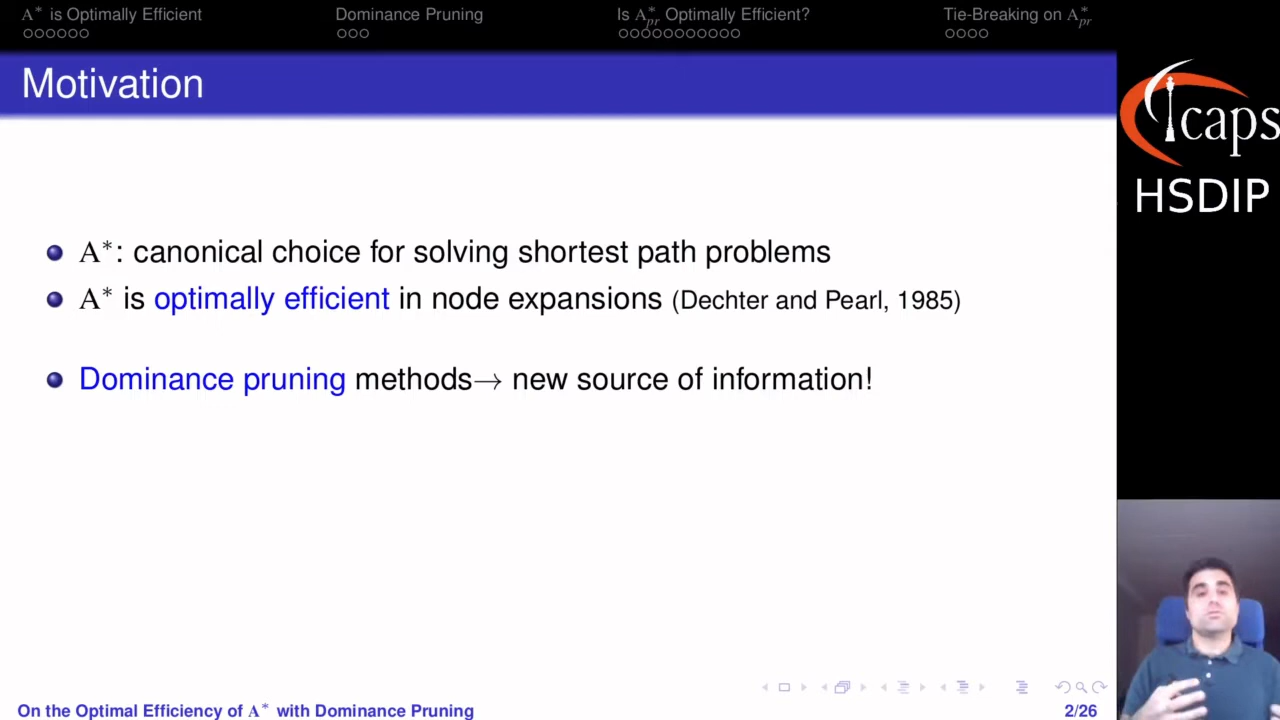 A* is Optimally Efficient
Dominance Pruning
Is A*pr Optimally Efficient?
Tie-Breaking on A*pr
Motivation
icaps
HSDIP
A*: canonical choice for solving shortest path problems
A* is optimally efficient in node expansions (Dechter and Pearl, 1985)
Dominance pruning methods→ new source of information!
On the Optimal Efficiency of A* with Dominance Pruning
2/26